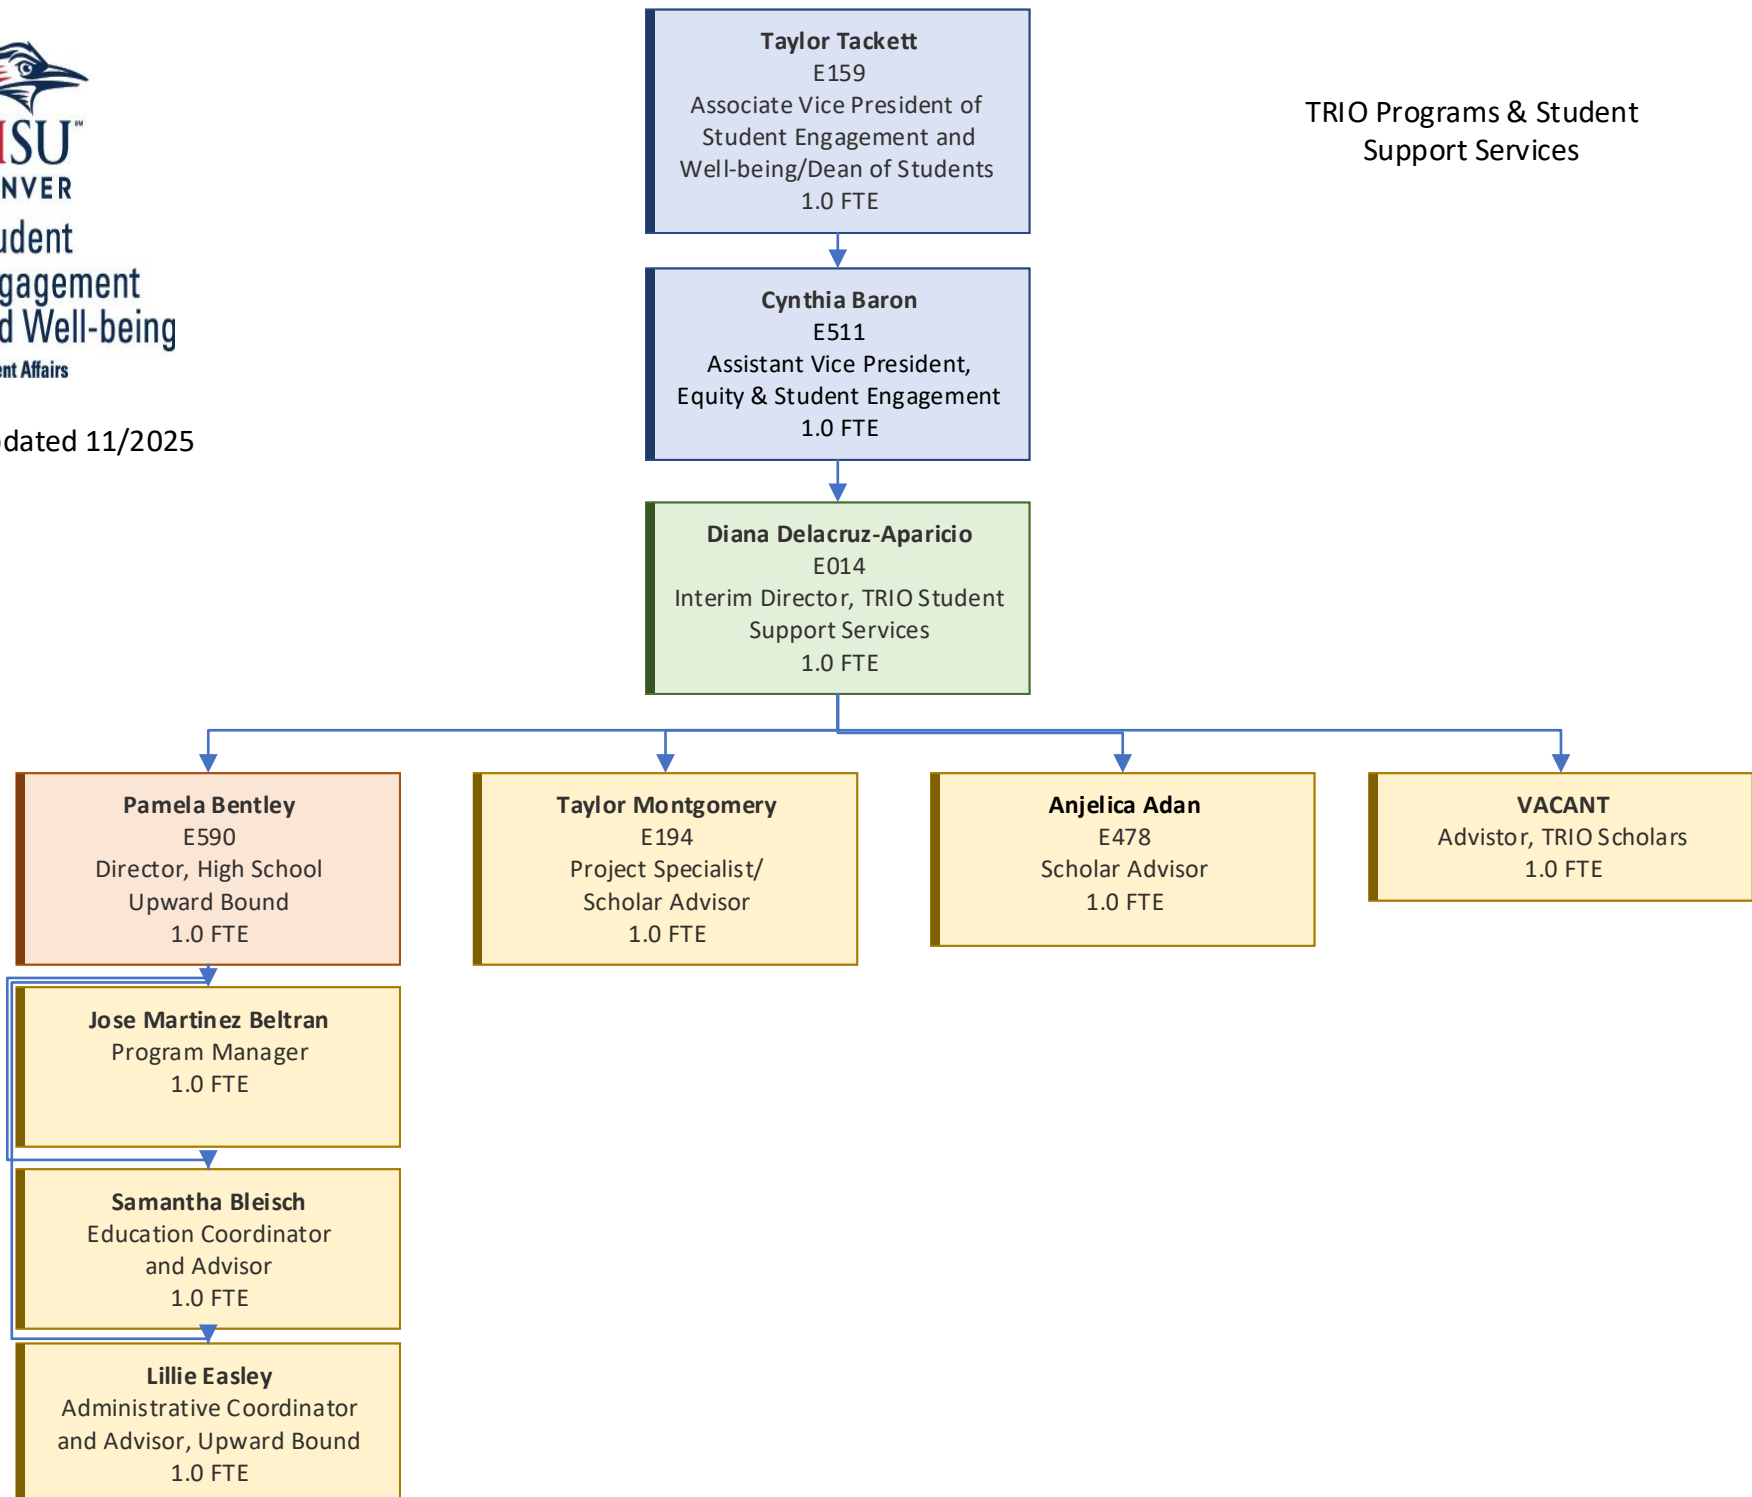 Taylor Tackett
E159
Associate Vice President of
Student Engagement and
Well-being/Dean of Students
1.0 FTE
TRIO Programs & Student
Support Services
Well-being
Affairs
11/2025
Cynthia Baron
E511
Assistant Vice President,
Equity & Student Engagement
1.0 FTE
Diana Delacruz-Aparicio
E014
Interim Director, TRIO Student
Support Services
1.0 FTE
Pamela Bentley
E590
Director, High School
Upward Bound
1.0 FTE
Taylor Montgomery
E194
Project Specialist/
Scholar Advisor
1.0 FTE
Anjelica Adan
E478
Scholar Advisor
1.0 FTE
VACANT
Advistor, TRIO Scholars
1.0 FTE
Jose Martinez Beltran
Program Manager
1.0 FTE
Samantha Bleisch
Education Coordinator
and Advisor
1.0 FTE
Lillie Easley
Administrative Coordinator
and Advisor, Upward Bound
1.0 FTE